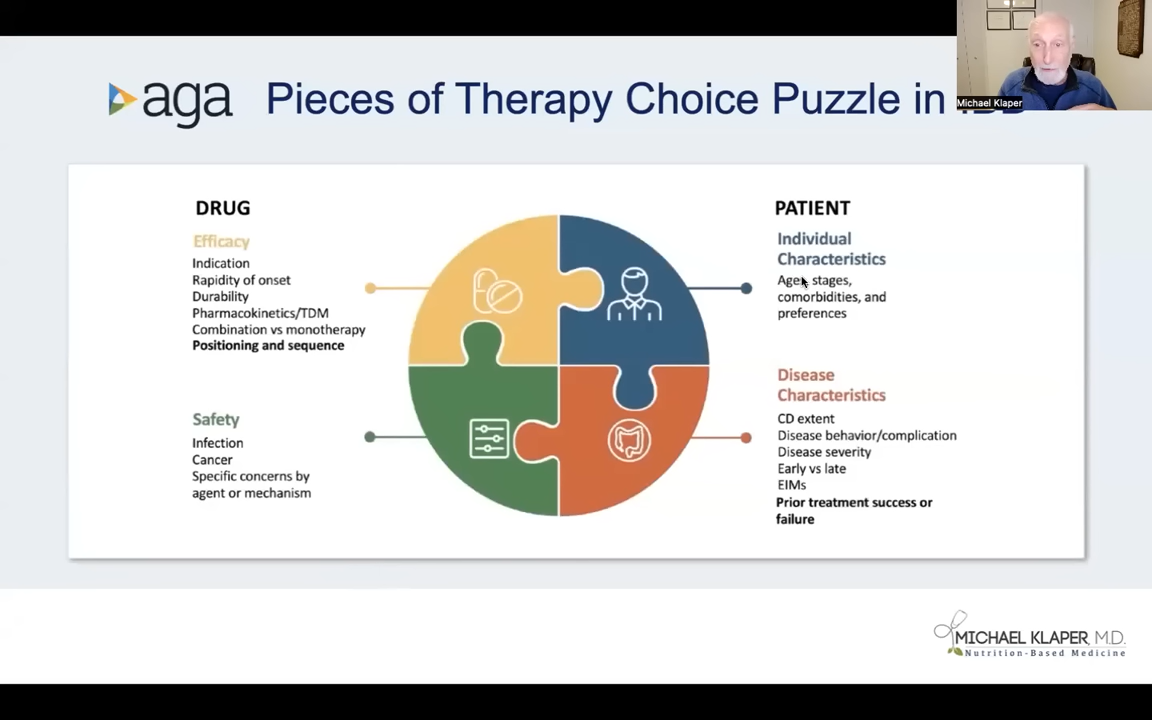 aga
Pieces of Therapy Choice Puzzle in
Michael Klaper
DRUG
Efficacy
Indication
Rapidity of onset
Durability
Pharmacokinetics/TDM
Combination vs monotherapy
Positioning and sequence
Safety
Infection
Cancer
Specific concerns by
agent or mechanism
PATIENT
Individual
Characteristics
Age, stages,
comorbidities, and
preferences
Disease
Characteristics
CD extent
Disease behavior/complication
Disease severity
Early vs late
EIMs
Prior treatment success or
failure
MICHAEL KLAPER, M.D.
Nutrition-Based Medicine